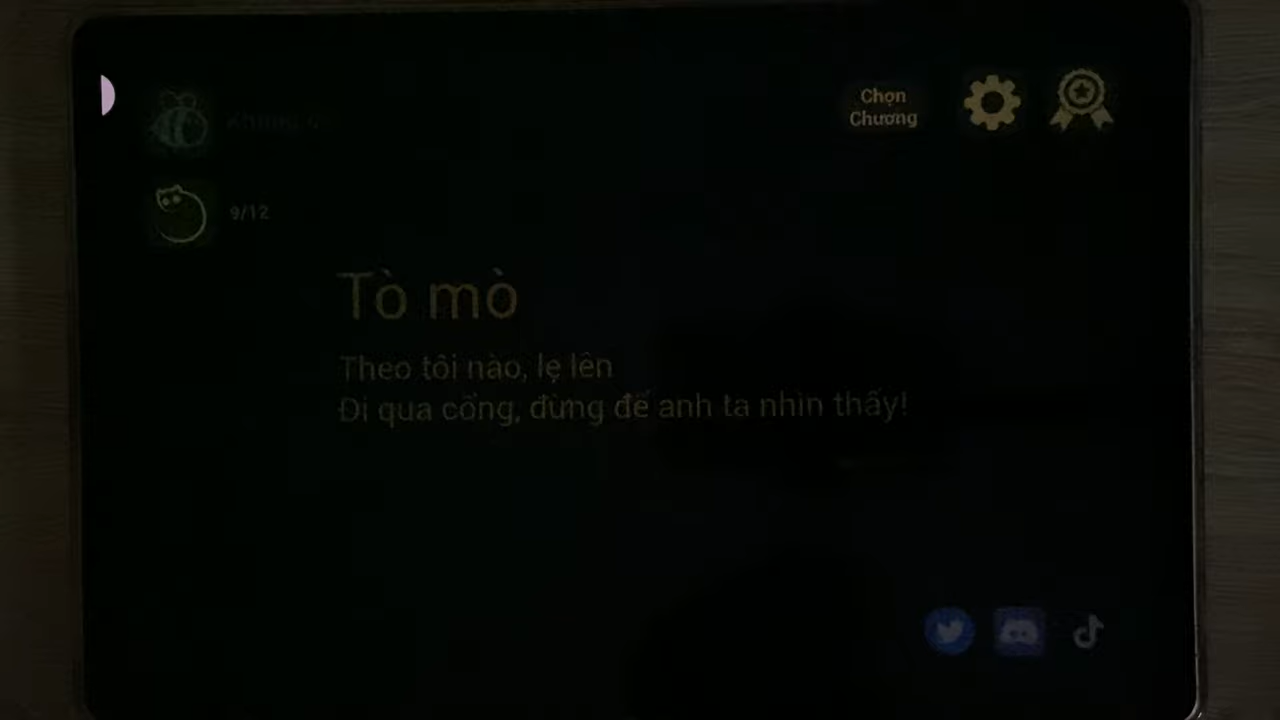 Chọn
Chương
9/12
Tò mò
Theo tôi nào, lẹ lên
Đi qua cổng, đừng để anh ta nhìn thấy!